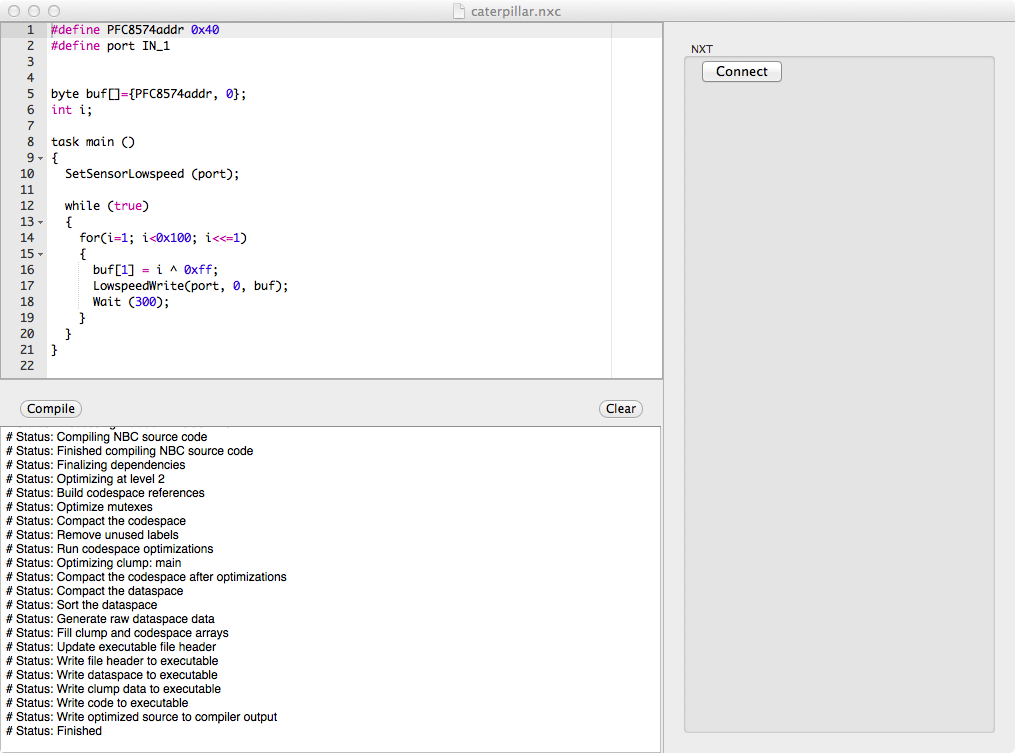 caterpillar.nxc
1 #define PFC8574addr 0x40
2 #define port IN_1
3
4
5 byte buf[]={PFC8574addr, 0};
6 int i;
7
8 task main ()
9 {
10 SetSensorLowspeed (port);
11
12 while (true)
13 {
14 for(i=1; i<0x100; i<<=1)
15 {
16 buf[1] = i ^ 0xff;
17 LowspeedWrite(port, 0, buf);
18 Wait (300);
19 }
20 }
21 }
22
Compile
Clear
# Status: Compiling NBC source code
# Status: Finished compiling NBC source code
# Status: Finalizing dependencies
# Status: Optimizing at level 2
# Status: Build codespace references
# Status: Optimize mutexes
# Status: Compact the codespace
# Status: Remove unused labels
# Status: Run codespace optimizations
# Status: Optimizing clump: main
# Status: Compact the codespace after optimizations
# Status: Compact the dataspace
# Status: Sort the dataspace
# Status: Generate raw dataspace data
# Status: Fill clump and codespace arrays
# Status: Update executable file header
# Status: Write file header to executable
# Status: Write dataspace to executable
# Status: Write clump data to executable
# Status: Write code to executable
# Status: Write optimized source to compiler output
# Status: Finished
NXT
Connect